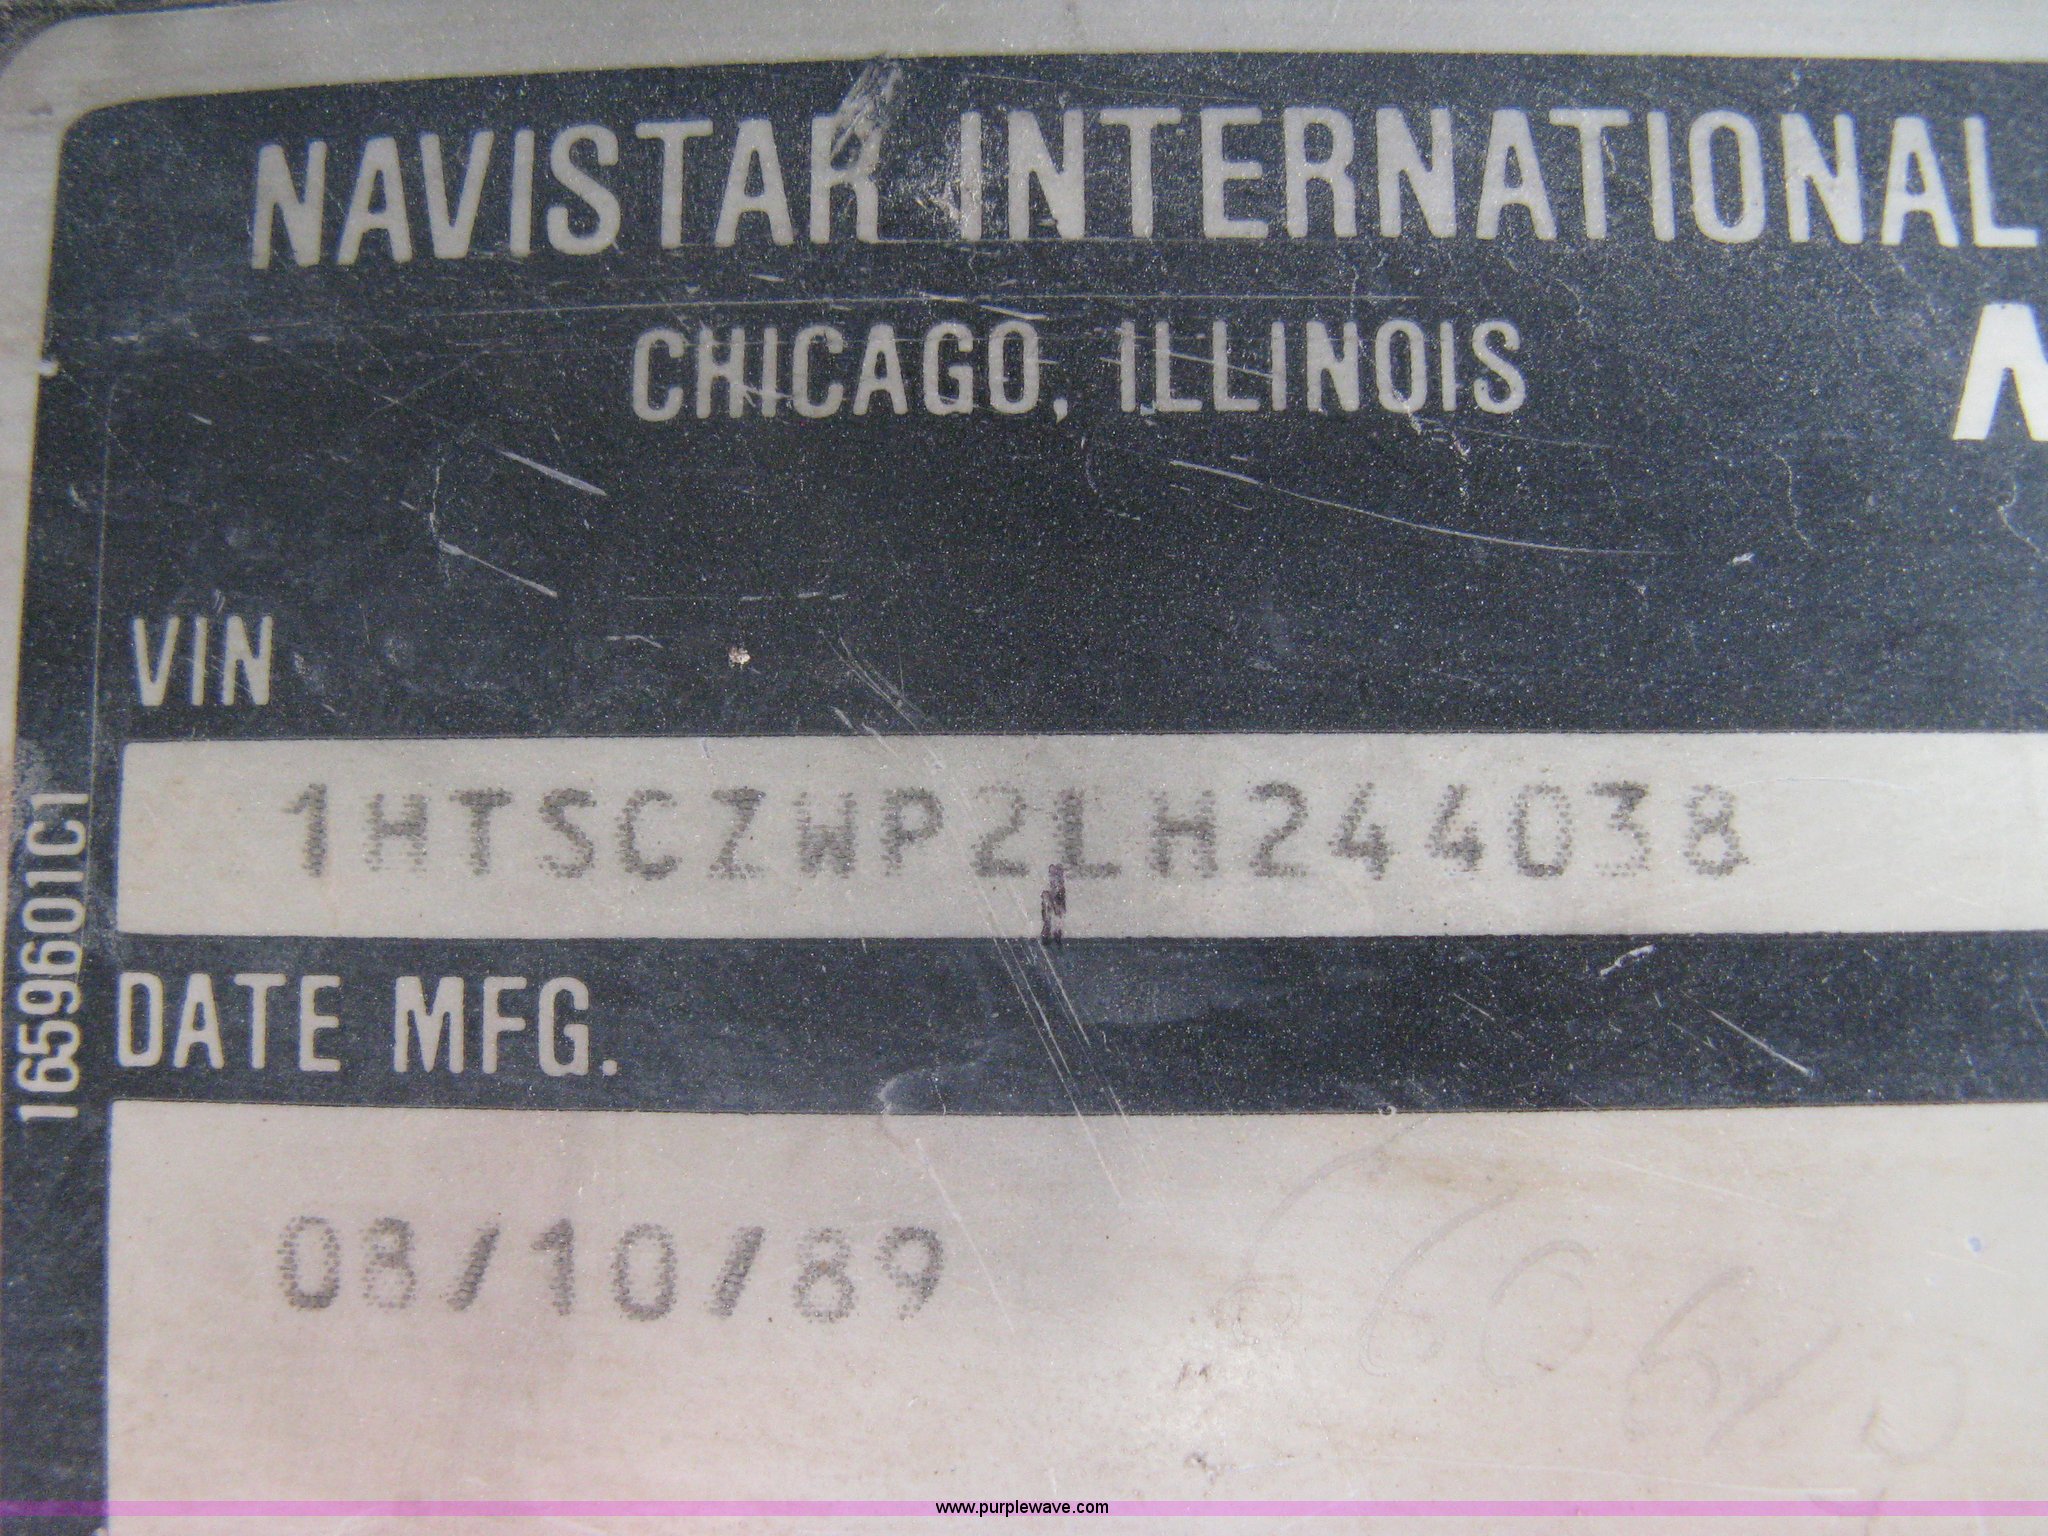 NAVISTAR INTERNATIONAL
CHICAGO, ILLINOIS
VIN
1HTSCZWP2LH244038
1659601C1
DATE MFG.
08/10/89
www.purplewave.com